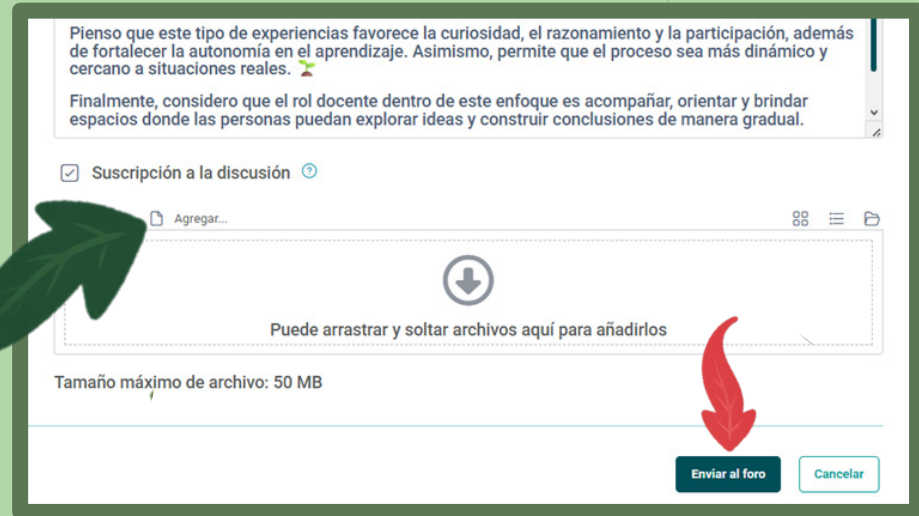 Pienso que este tipo de experiencias favorece la curiosidad, el razonamiento y la participación, además
de fortalecer la autonomía en el aprendizaje. Asimismo, permite que el proceso sea más dinámico y
cercano a situaciones reales. 🌱
Finalmente, considero que el rol docente dentro de este enfoque es acompañar, orientar y brindar
espacios donde las personas puedan explorar ideas y construir conclusiones de manera gradual.
Suscripción a la discusión
Agregar...
Puede arrastrar y soltar archivos aquí para añadirlos
Tamaño máximo de archivo: 50 MB
Enviar al foro Cancelar